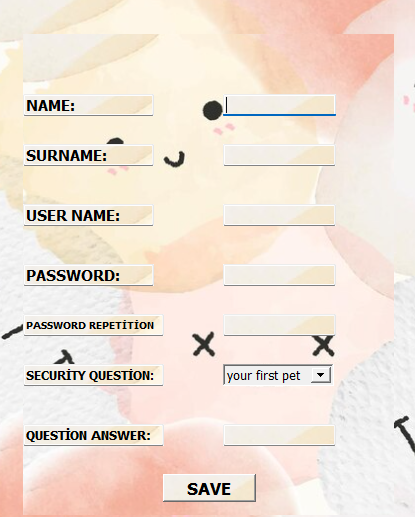 NAME:
SURNAME:
USER NAME:
PASSWORD:
PASSWORD REPETİTİON
SECURİTY QUESTİON:
your first pet
QUESTİON ANSWER:
SAVE